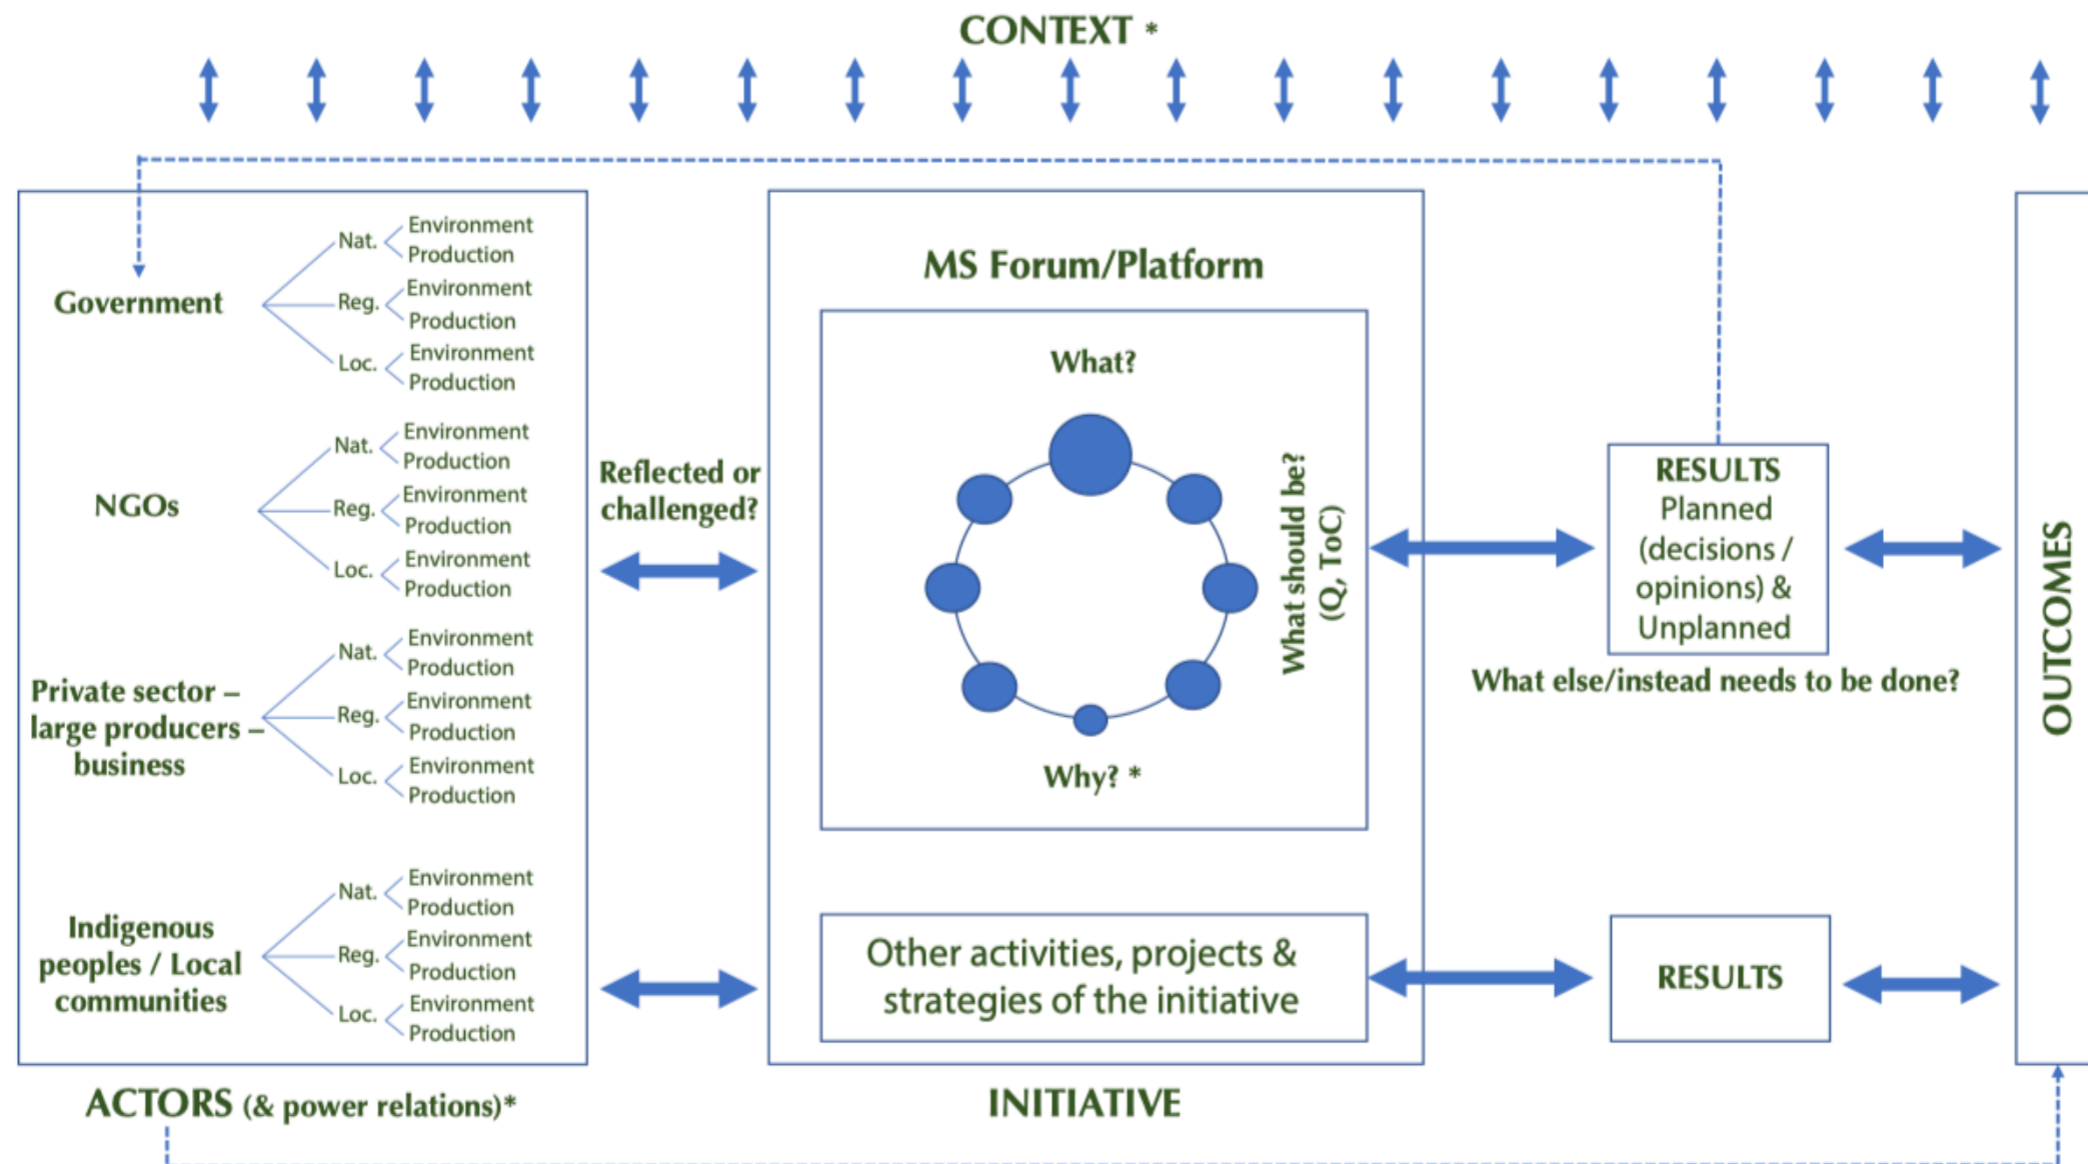 CONTEXT *
Government
Nat.
Environment
Production
Reg.
Environment
Production
Loc.
Environment
Production
NGOs
Nat.
Environment
Production
Reg.
Environment
Production
Loc.
Environment
Production
Private sector –
large producers –
business
Nat.
Environment
Production
Reg.
Environment
Production
Loc.
Environment
Production
Indigenous
peoples / Local
communities
Nat.
Environment
Production
Reg.
Environment
Production
Loc.
Environment
Production
ACTORS (& power relations)*
Reflected or
challenged?
MS Forum/Platform
What?
What should be?
(Q, ToC)
Why? *
Other activities, projects &
strategies of the initiative
INITIATIVE
RESULTS
Planned
(decisions /
opinions) &
Unplanned
What else/instead needs to be done?
RESULTS
OUTCOMES